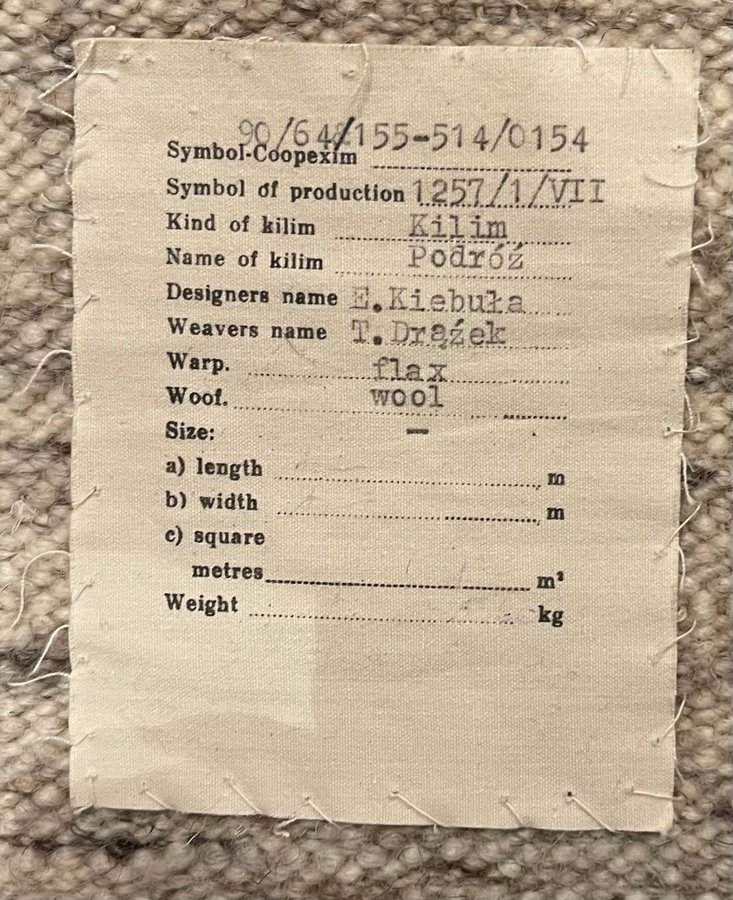 90/64/155-514/0154
Symbol-Coopexim
Symbol of production 1257/1/VII
Kind of kilim Kilim
Name of kilim Podróż
Designers name E.Kiebuła
Weavers name T.Drążek
Warp. flax
Woof. wool
Size: -
a) length m
b) width m
c) square
metres m²
Weight kg